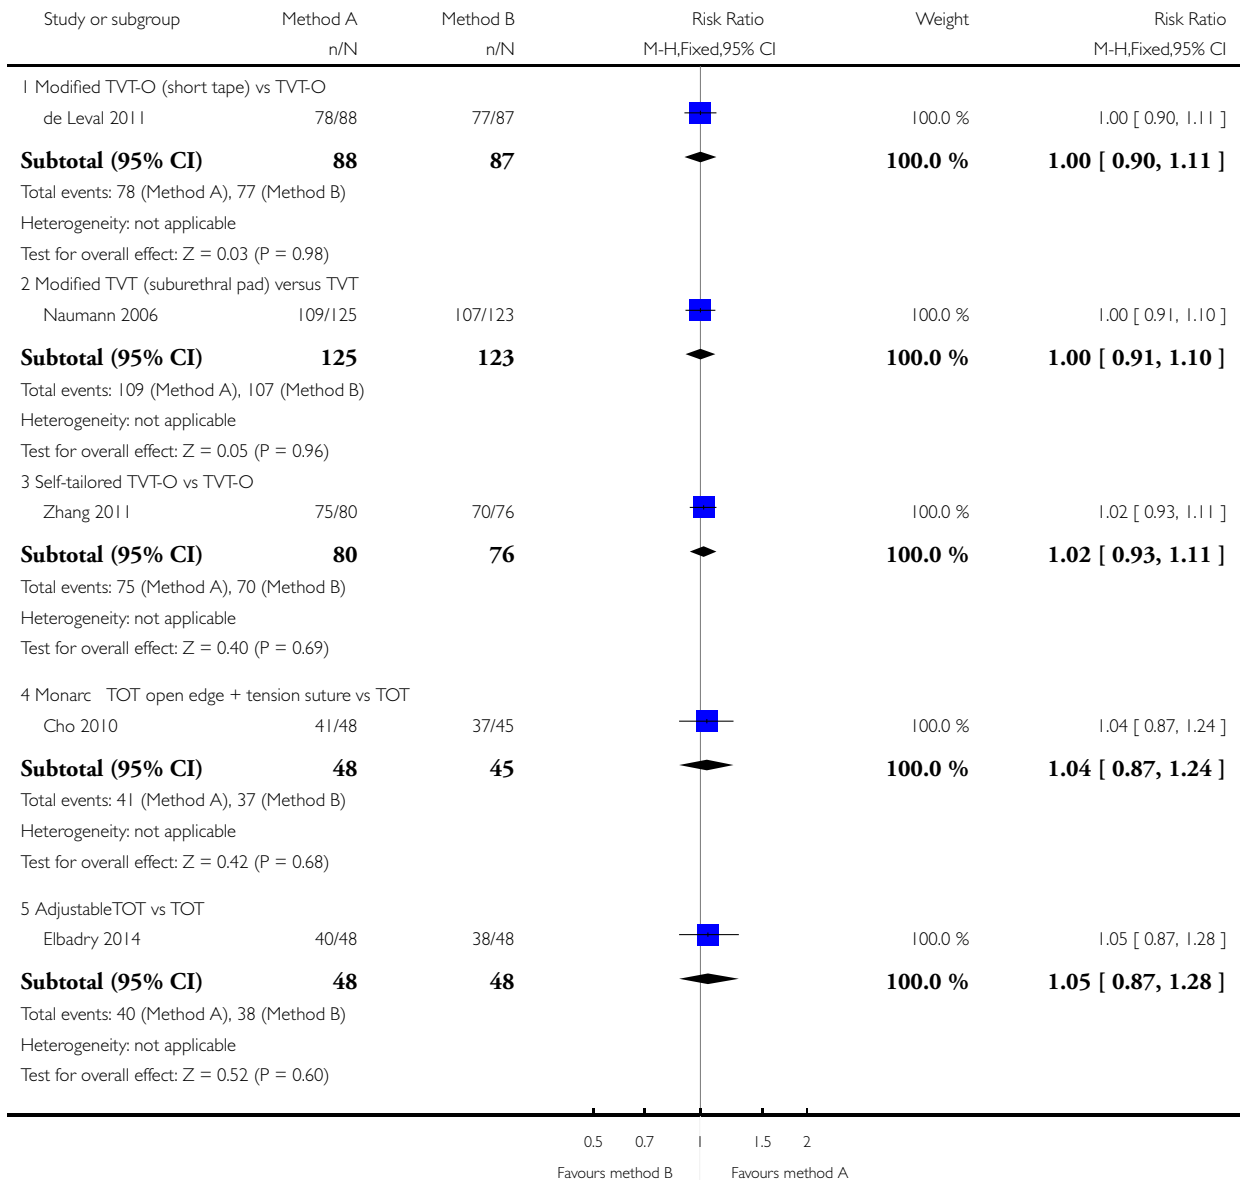 Study or subgroup Method A Method B Risk Ratio Weight Risk Ratio
n/N n/N M-H,Fixed,95% CI M-H,Fixed,95% CI
1 Modified TVT-O (short tape) vs TVT-O
de Leval 2011 78/88 77/87 100.0 % 1.00 [ 0.90, 1.11 ]
Subtotal (95% CI) 88 87 100.0 % 1.00 [ 0.90, 1.11 ]
Total events: 78 (Method A), 77 (Method B)
Heterogeneity: not applicable
Test for overall effect: Z = 0.03 (P = 0.98)
2 Modified TVT (suburethral pad) versus TVT
Naumann 2006 109/125 107/123 100.0 % 1.00 [ 0.91, 1.10 ]
Subtotal (95% CI) 125 123 100.0 % 1.00 [ 0.91, 1.10 ]
Total events: 109 (Method A), 107 (Method B)
Heterogeneity: not applicable
Test for overall effect: Z = 0.05 (P = 0.96)
3 Self-tailored TVT-O vs TVT-O
Zhang 2011 75/80 70/76 100.0 % 1.02 [ 0.93, 1.11 ]
Subtotal (95% CI) 80 76 100.0 % 1.02 [ 0.93, 1.11 ]
Total events: 75 (Method A), 70 (Method B)
Heterogeneity: not applicable
Test for overall effect: Z = 0.40 (P = 0.69)
4 Monarc TOT open edge + tension suture vs TOT
Cho 2010 41/48 37/45 100.0 % 1.04 [ 0.87, 1.24 ]
Subtotal (95% CI) 48 45 100.0 % 1.04 [ 0.87, 1.24 ]
Total events: 41 (Method A), 37 (Method B)
Heterogeneity: not applicable
Test for overall effect: Z = 0.42 (P = 0.68)
5 AdjustableTOT vs TOT
Elbadry 2014 40/48 38/48 100.0 % 1.05 [ 0.87, 1.28 ]
Subtotal (95% CI) 48 48 100.0 % 1.05 [ 0.87, 1.28 ]
Total events: 40 (Method A), 38 (Method B)
Heterogeneity: not applicable
Test for overall effect: Z = 0.52 (P = 0.60)
0.5 0.7 1 1.5 2
Favours method B Favours method A